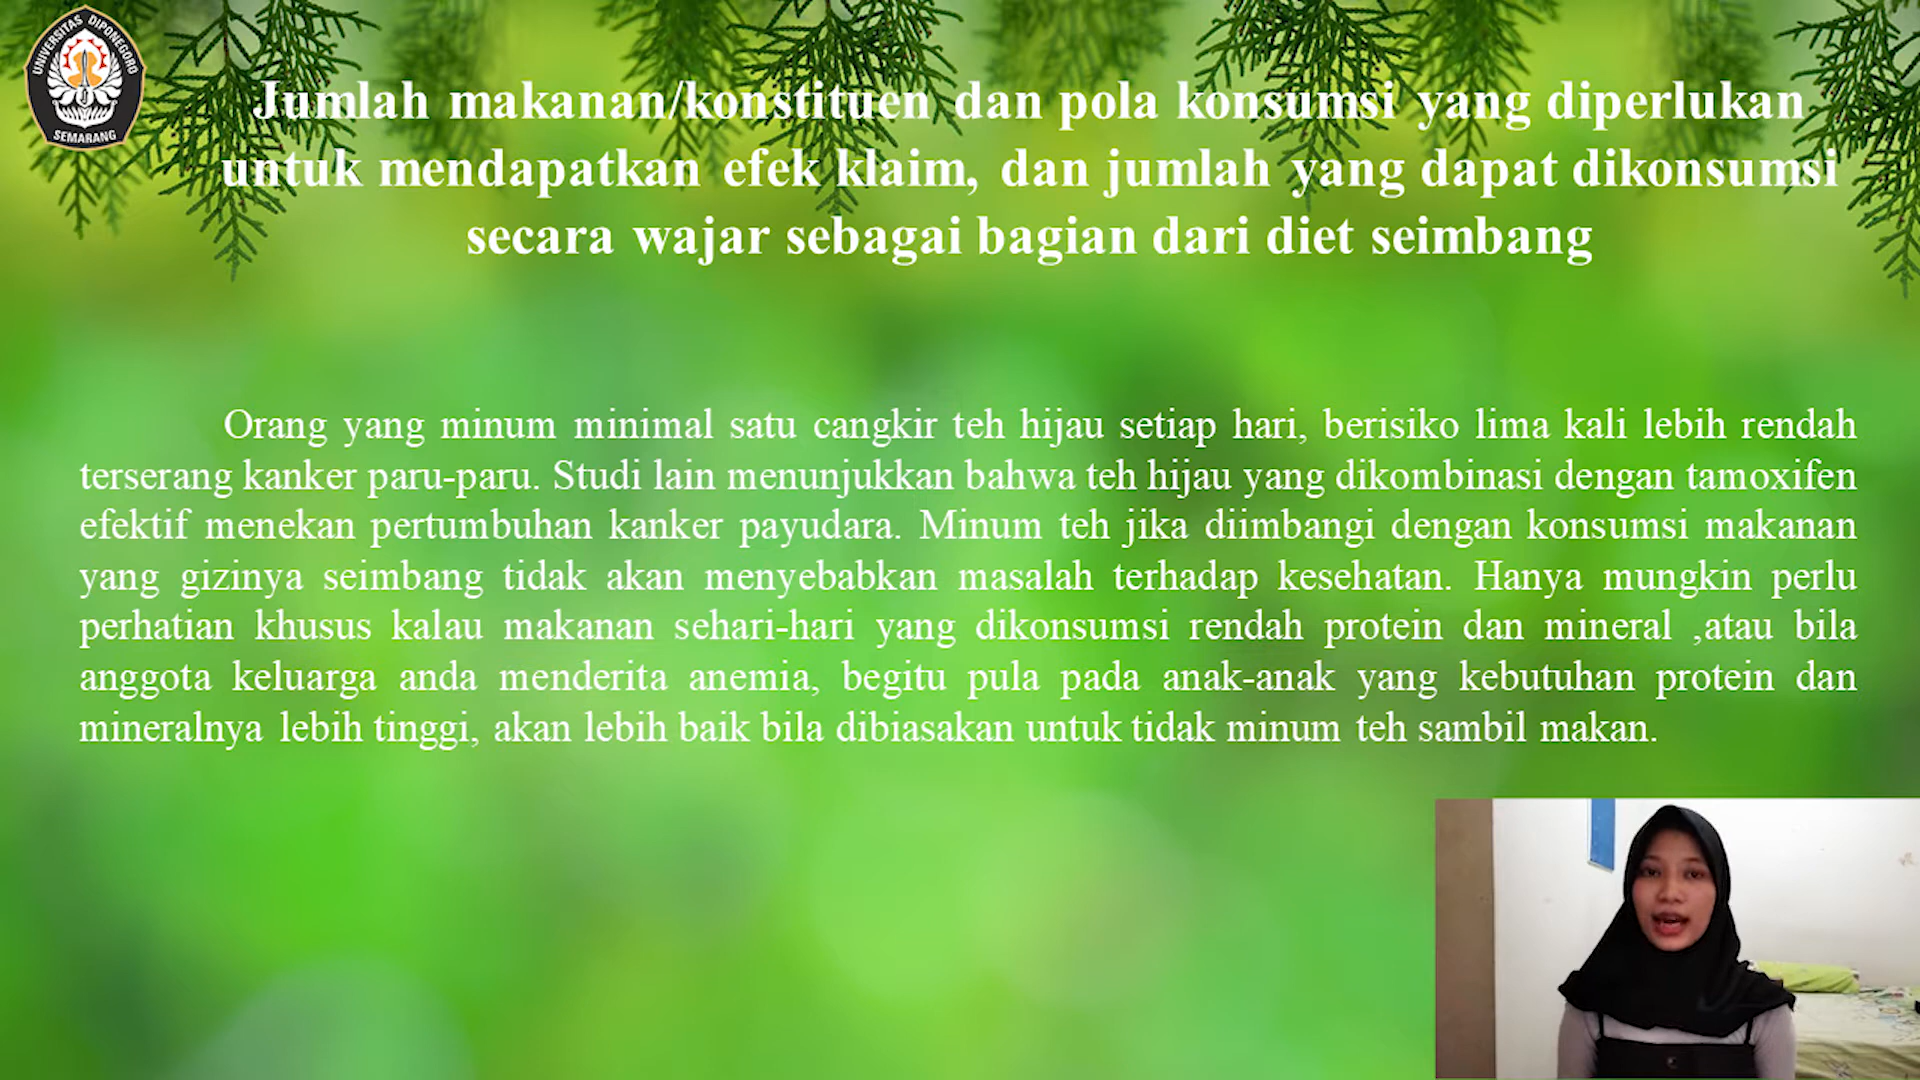 UNIVERSITAS DIPONEGORO
SEMARANG
Jumlah makanan/konstituen dan pola konsumsi yang diperlukan
untuk mendapatkan efek klaim, dan jumlah yang dapat dikonsumsi
secara wajar sebagai bagian dari diet seimbang
Orang yang minum minimal satu cangkir teh hijau setiap hari, berisiko lima kali lebih rendah
terserang kanker paru-paru. Studi lain menunjukkan bahwa teh hijau yang dikombinasi dengan tamoxifen
efektif menekan pertumbuhan kanker payudara. Minum teh jika diimbangi dengan konsumsi makanan
yang gizinya seimbang tidak akan menyebabkan masalah terhadap kesehatan. Hanya mungkin perlu
perhatian khusus kalau makanan sehari-hari yang dikonsumsi rendah protein dan mineral ,atau bila
anggota keluarga anda menderita anemia, begitu pula pada anak-anak yang kebutuhan protein dan
mineralnya lebih tinggi, akan lebih baik bila dibiasakan untuk tidak minum teh sambil makan.